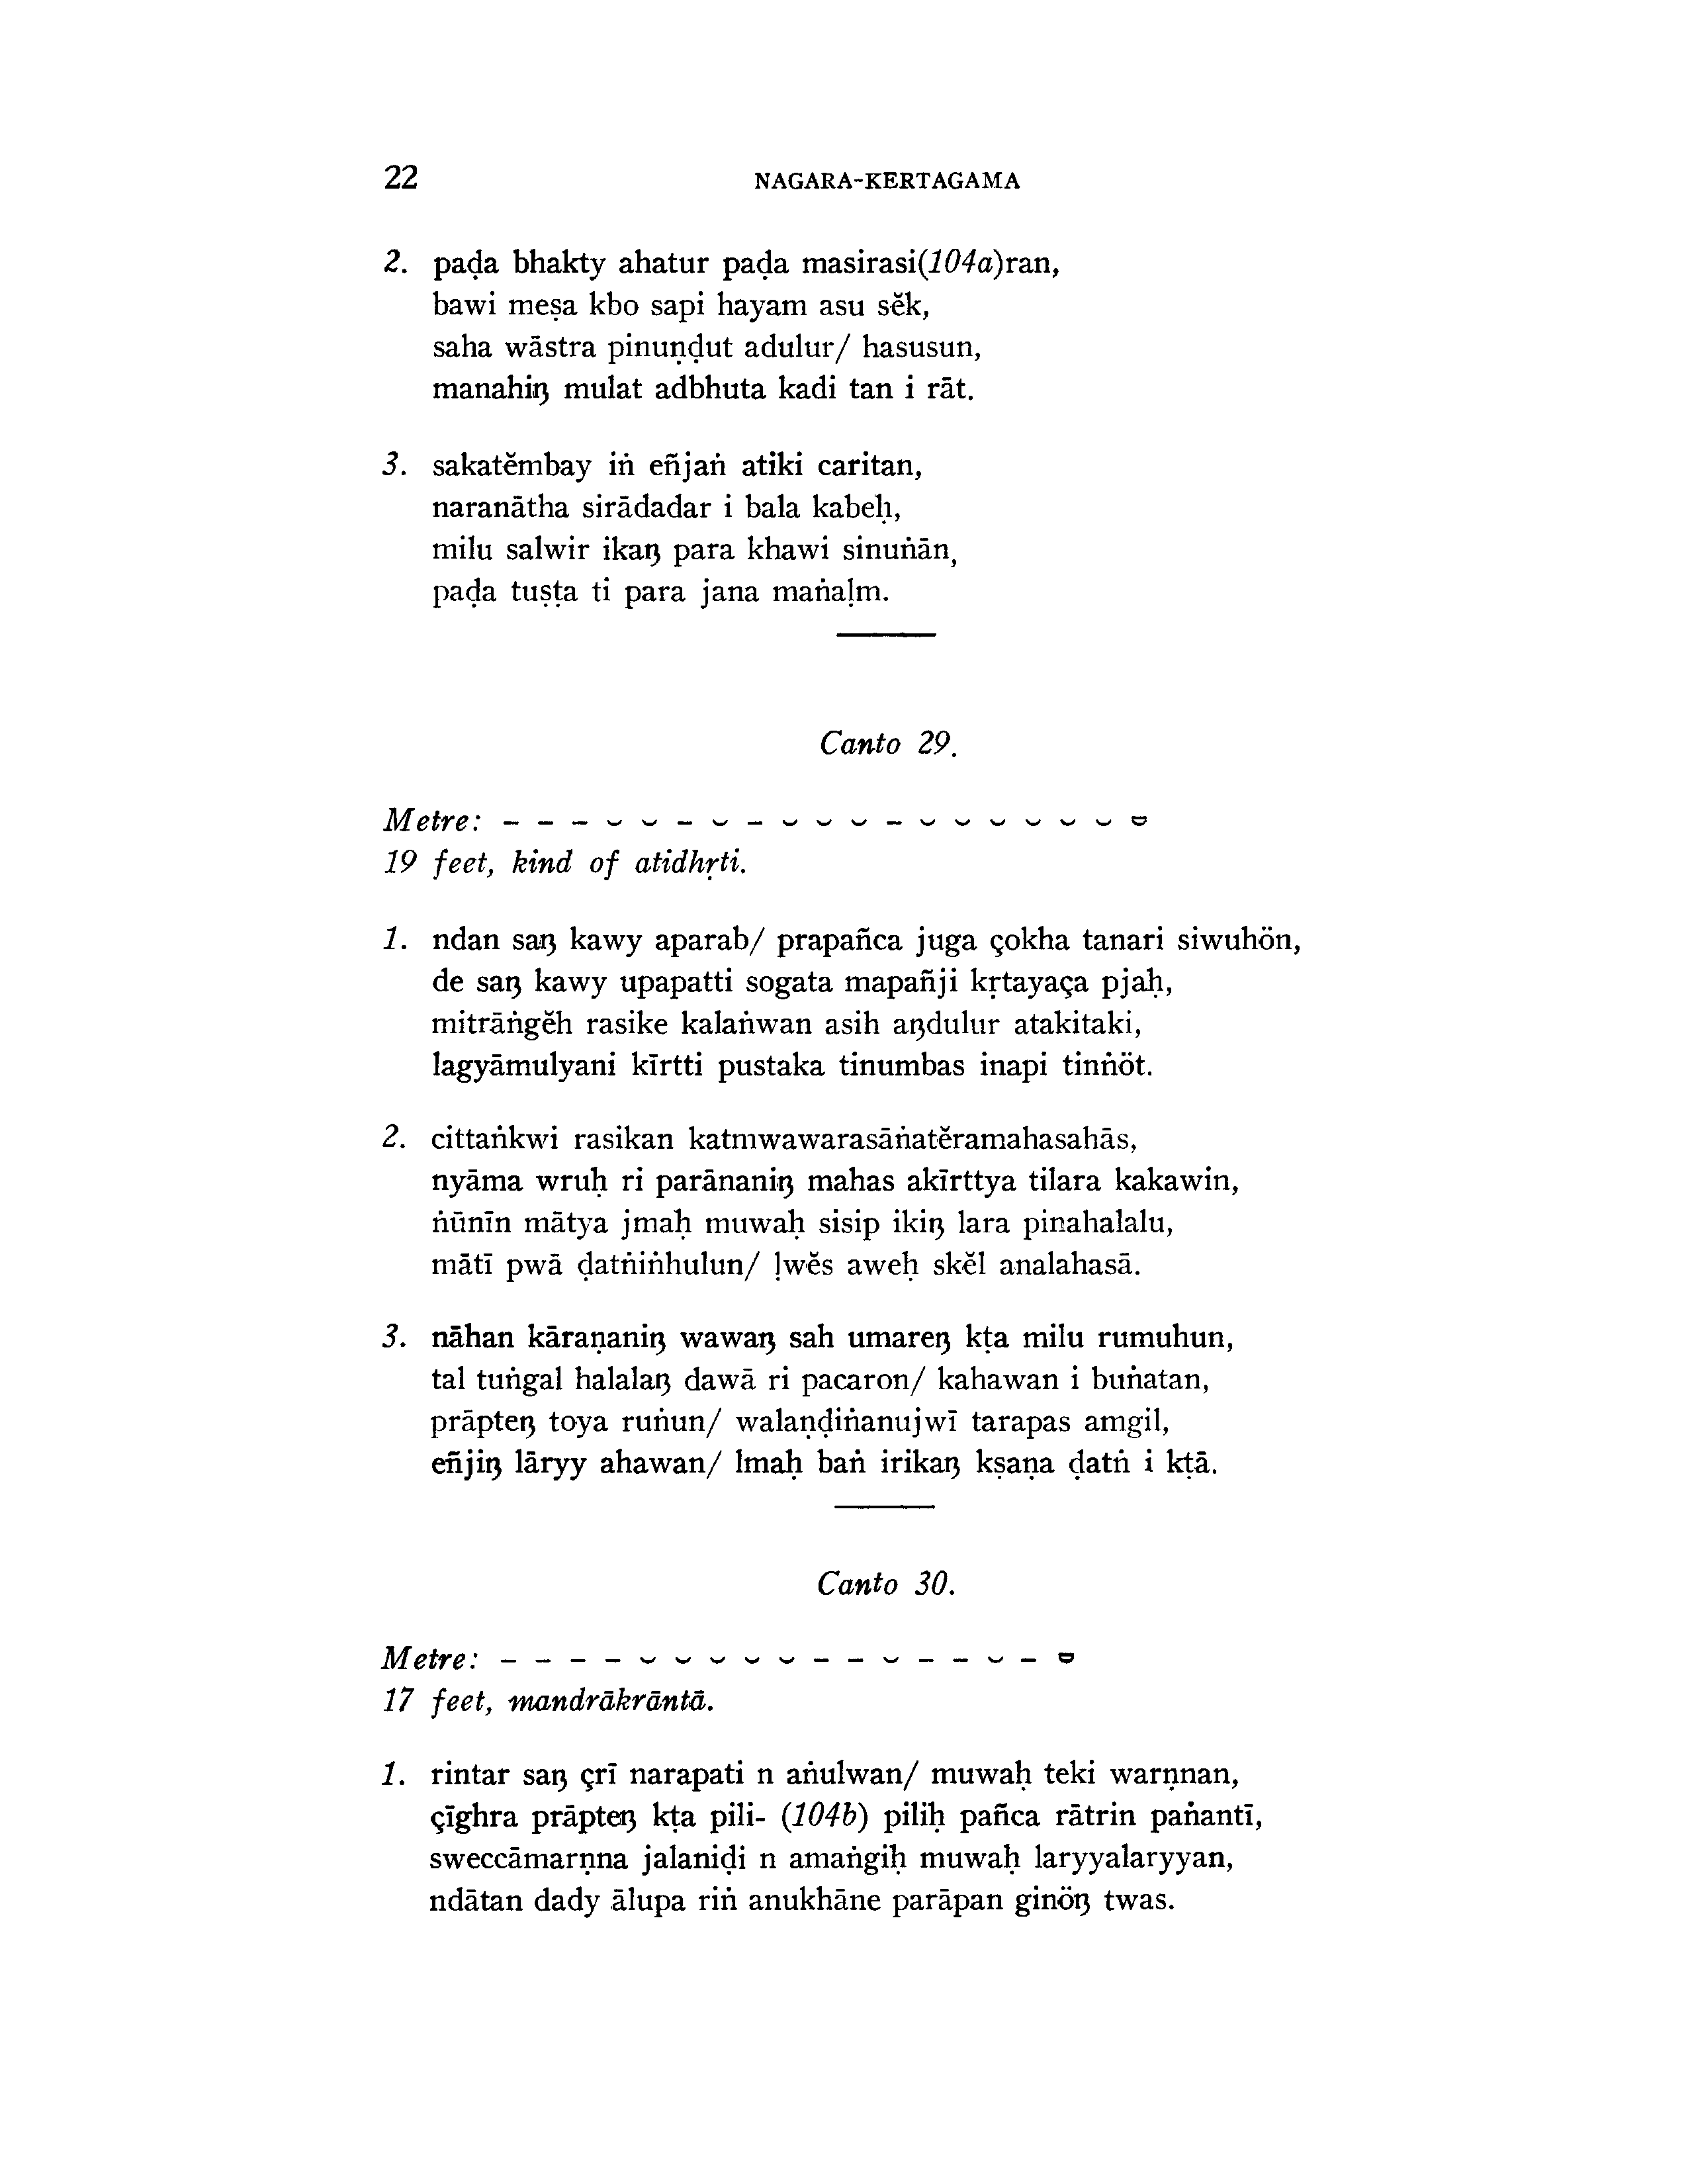 22 NAGARA-KERTAGAMA
2. paḍa bhakty ahatur paḍa masirasi(104a)ran,
bawi meṣa kbo sapi hayam asu sĕk,
saha wāstra pinuṇḍut adulur/ hasusun,
manahiŋ mulat adbhuta kadi tan i rāt.
3. sakatĕmbay iṅ eñjaṅ atiki caritan,
naranātha sirādadar i bala kabeḥ,
milu salwir ikaŋ para khawi sinuṅān,
paḍa tuṣṭa ti para jana maṅaḷm.
Canto 29.
Metre: – – – ⏑ ⏑ – ⏑ – ⏑ ⏑ ⏑ – ⏑ ⏑ ⏑ ⏑ ⏑ ⏑ ⏓
19 feet, kind of atidhṛti.
1. ndan saŋ kawy aparab/ prapañca juga çokha tanari siwuhön,
de saŋ kawy upapatti sogata mapañji kṛtayaça pjaḥ,
mitrāṅgĕh rasike kalaṅwan asih aŋdulur atakitaki,
lagyāmulyani kīrtti pustaka tinumbas inapi tinṅöt.
2. cittaṅkwi rasikan katmwawarasāṅatĕramahasahās,
nyāma wruḥ ri parānaniŋ mahas akīrttya tilara kakawin,
ṅūnīn mātya jmaḥ muwaḥ sisip ikiŋ lara pinahalalu,
mātī pwā ḍatṅiṅhulun/ ḷwĕs aweḥ skĕl analahasā.
3. nāhan kāraṇaniŋ wawaŋ sah umareŋ kṭa milu rumuhun,
tal tuṅgal halalaŋ dawā ri pacaron/ kahawan i buṅatan,
prāpteŋ toya ruṅun/ walaṇḍiṅanujwī tarapas amgil,
eñjiŋ lāryy ahawan/ lmaḥ baṅ irikaŋ kṣaṇa ḍatṅ i kṭā.
Canto 30.
Metre: – – – – ⏑ ⏑ ⏑ ⏑ ⏑ – – ⏑ – – ⏑ – ⏓
17 feet, mandrākrāntā.
1. rintar saŋ çrī narapati n aṅulwan/ muwaḥ teki warṇnan,
çīghra prāpteŋ kṭa pili- (104b) piliḥ pañca rātrin paṅantī,
sweccāmarṇna jalaniḍi n amaṅgiḥ muwaḥ laryyalaryyan,
ndātan dady ālupa riṅ anukhāne parāpan ginöŋ twas.